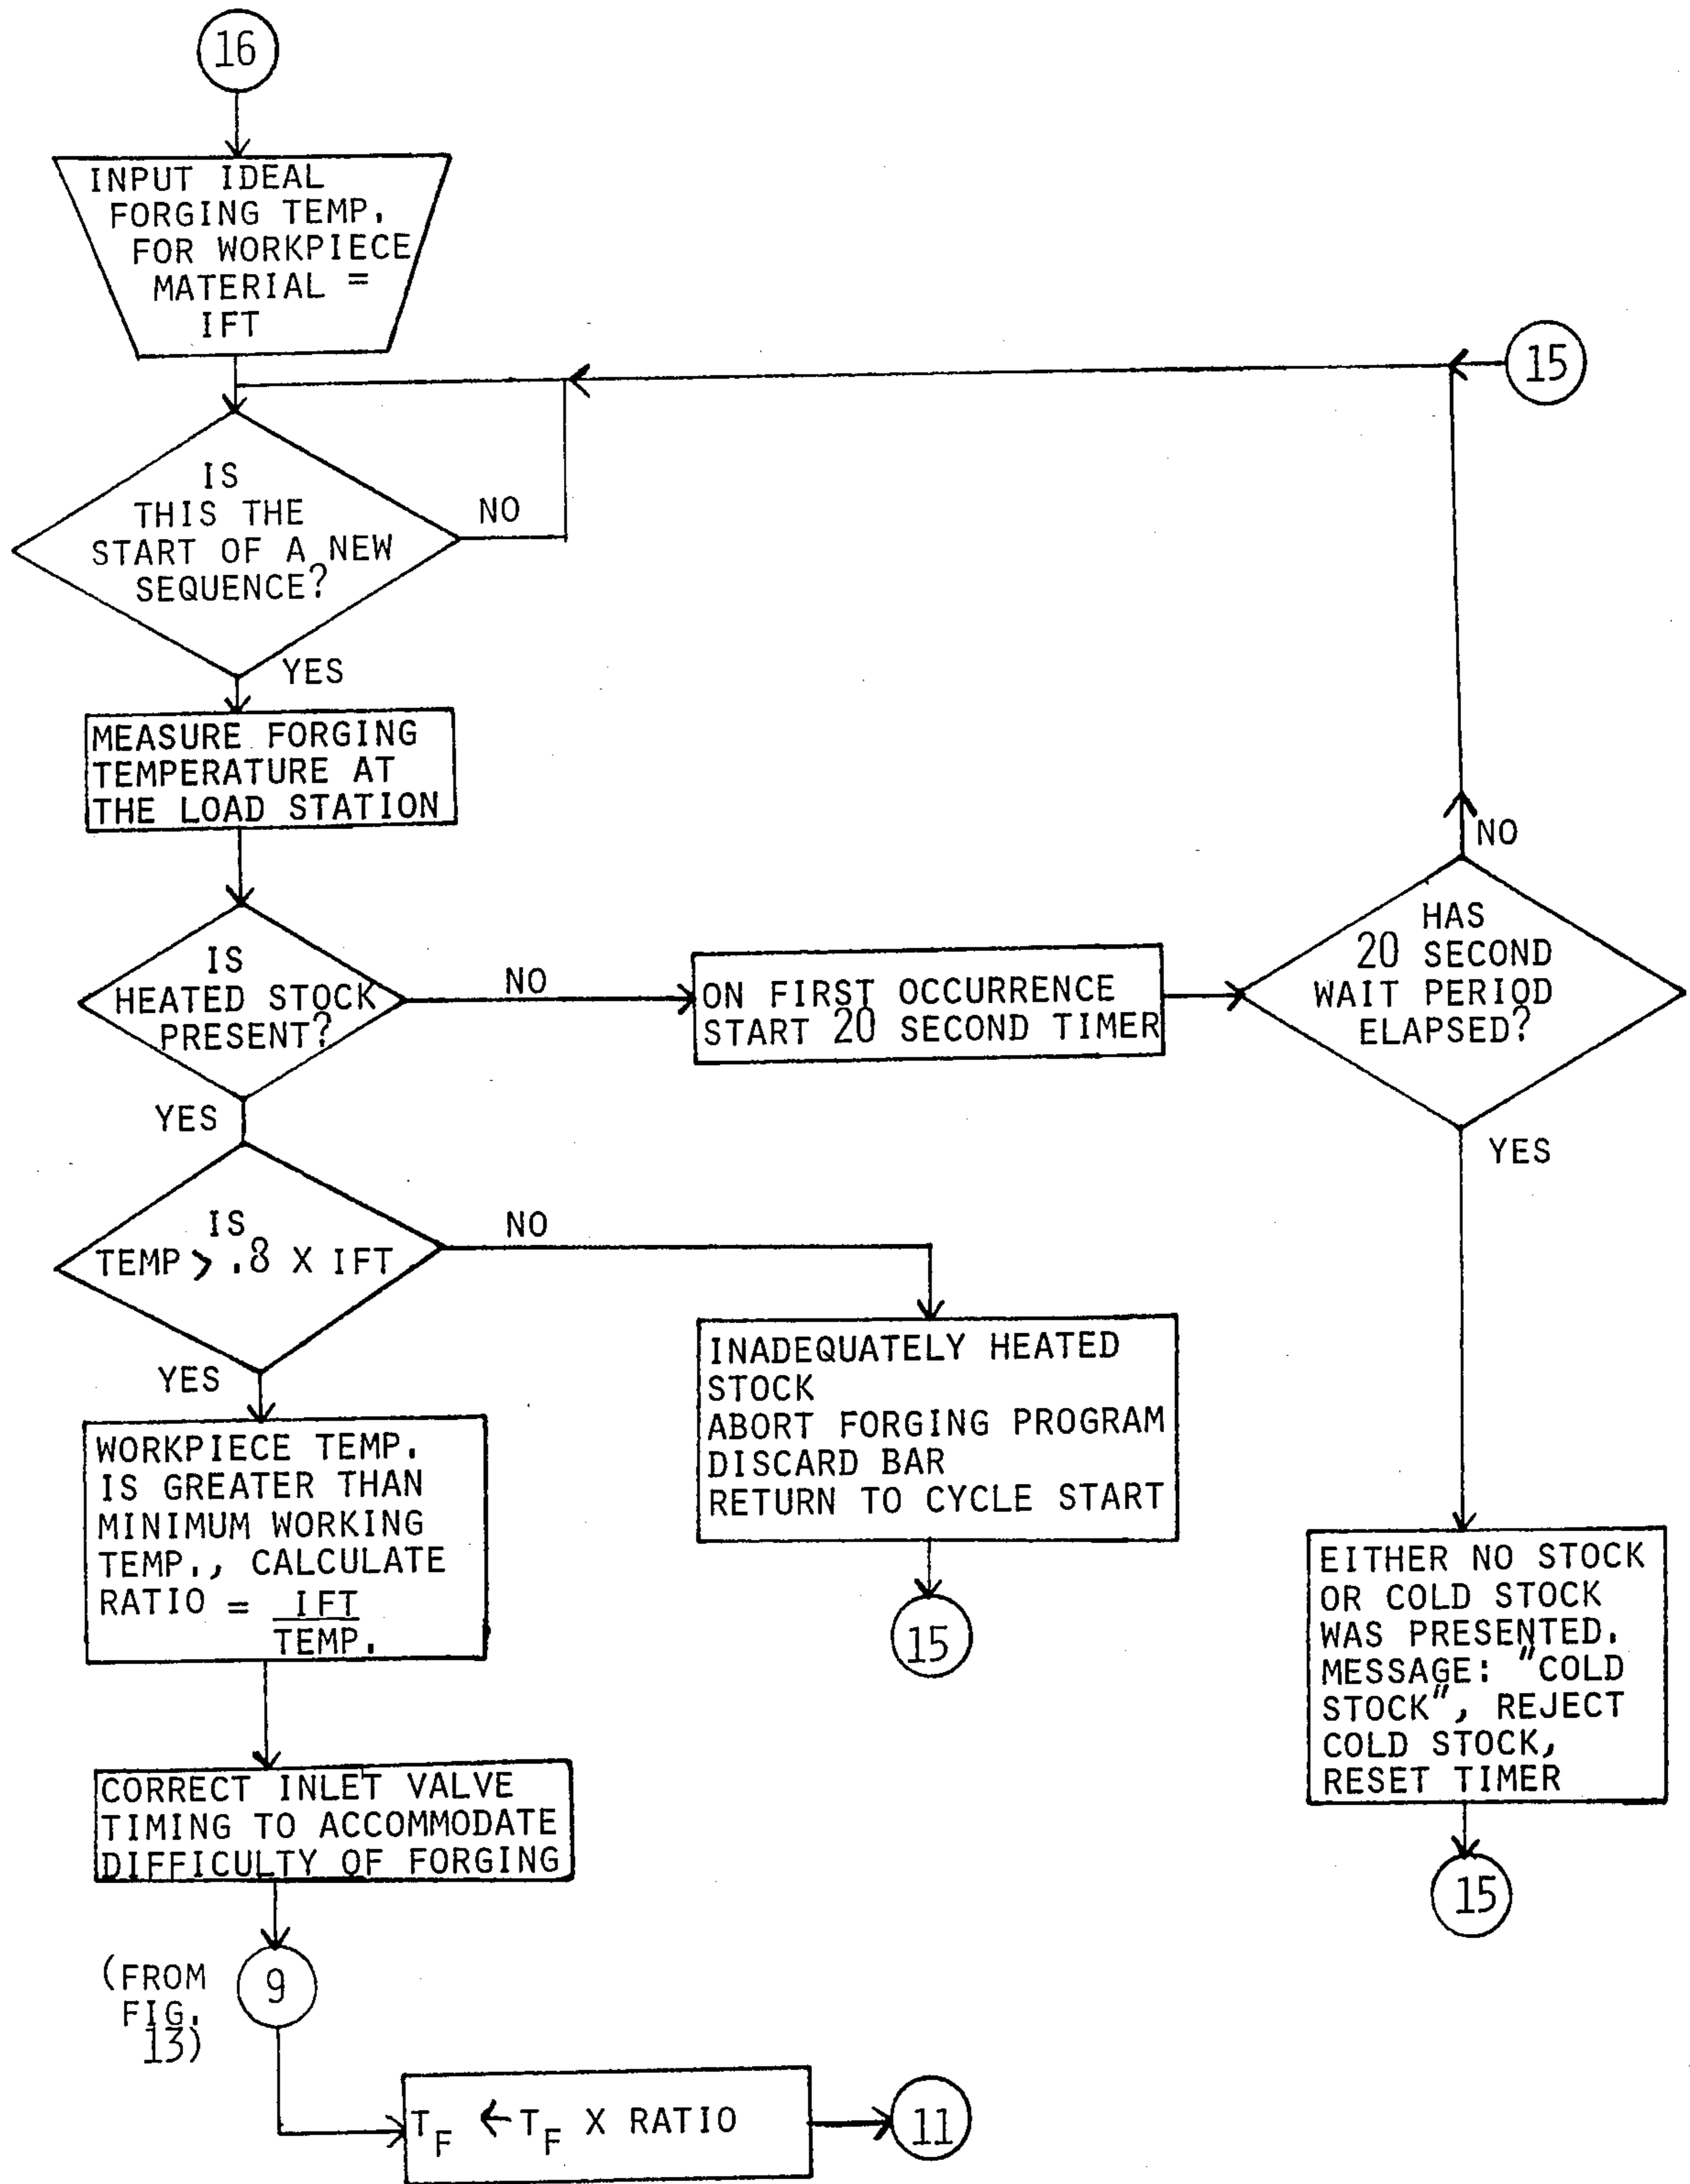 16
INPUT IDEAL
FORGING TEMP.
FOR WORKPIECE
MATERIAL =
IFT
15
IS
THIS THE
START OF A NEW
SEQUENCE?
NO
YES
MEASURE FORGING
TEMPERATURE AT
THE LOAD STATION
IS
HEATED STOCK
PRESENT?
NO
YES
ON FIRST OCCURRENCE
START 20 SECOND TIMER
HAS
20 SECOND
WAIT PERIOD
ELAPSED?
NO
YES
IS
TEMP > .8 X IFT
NO
YES
INADEQUATELY HEATED
STOCK
ABORT FORGING PROGRAM
DISCARD BAR
RETURN TO CYCLE START
15
WORKPIECE TEMP.
IS GREATER THAN
MINIMUM WORKING
TEMP., CALCULATE
RATIO = IFT
TEMP.
EITHER NO STOCK
OR COLD STOCK
WAS PRESENTED.
MESSAGE: "COLD
STOCK", REJECT
COLD STOCK,
RESET TIMER
15
CORRECT INLET VALVE
TIMING TO ACCOMMODATE
DIFFICULTY OF FORGING
(FROM
FIG.
13)
9
T_F ← T_F X RATIO
11